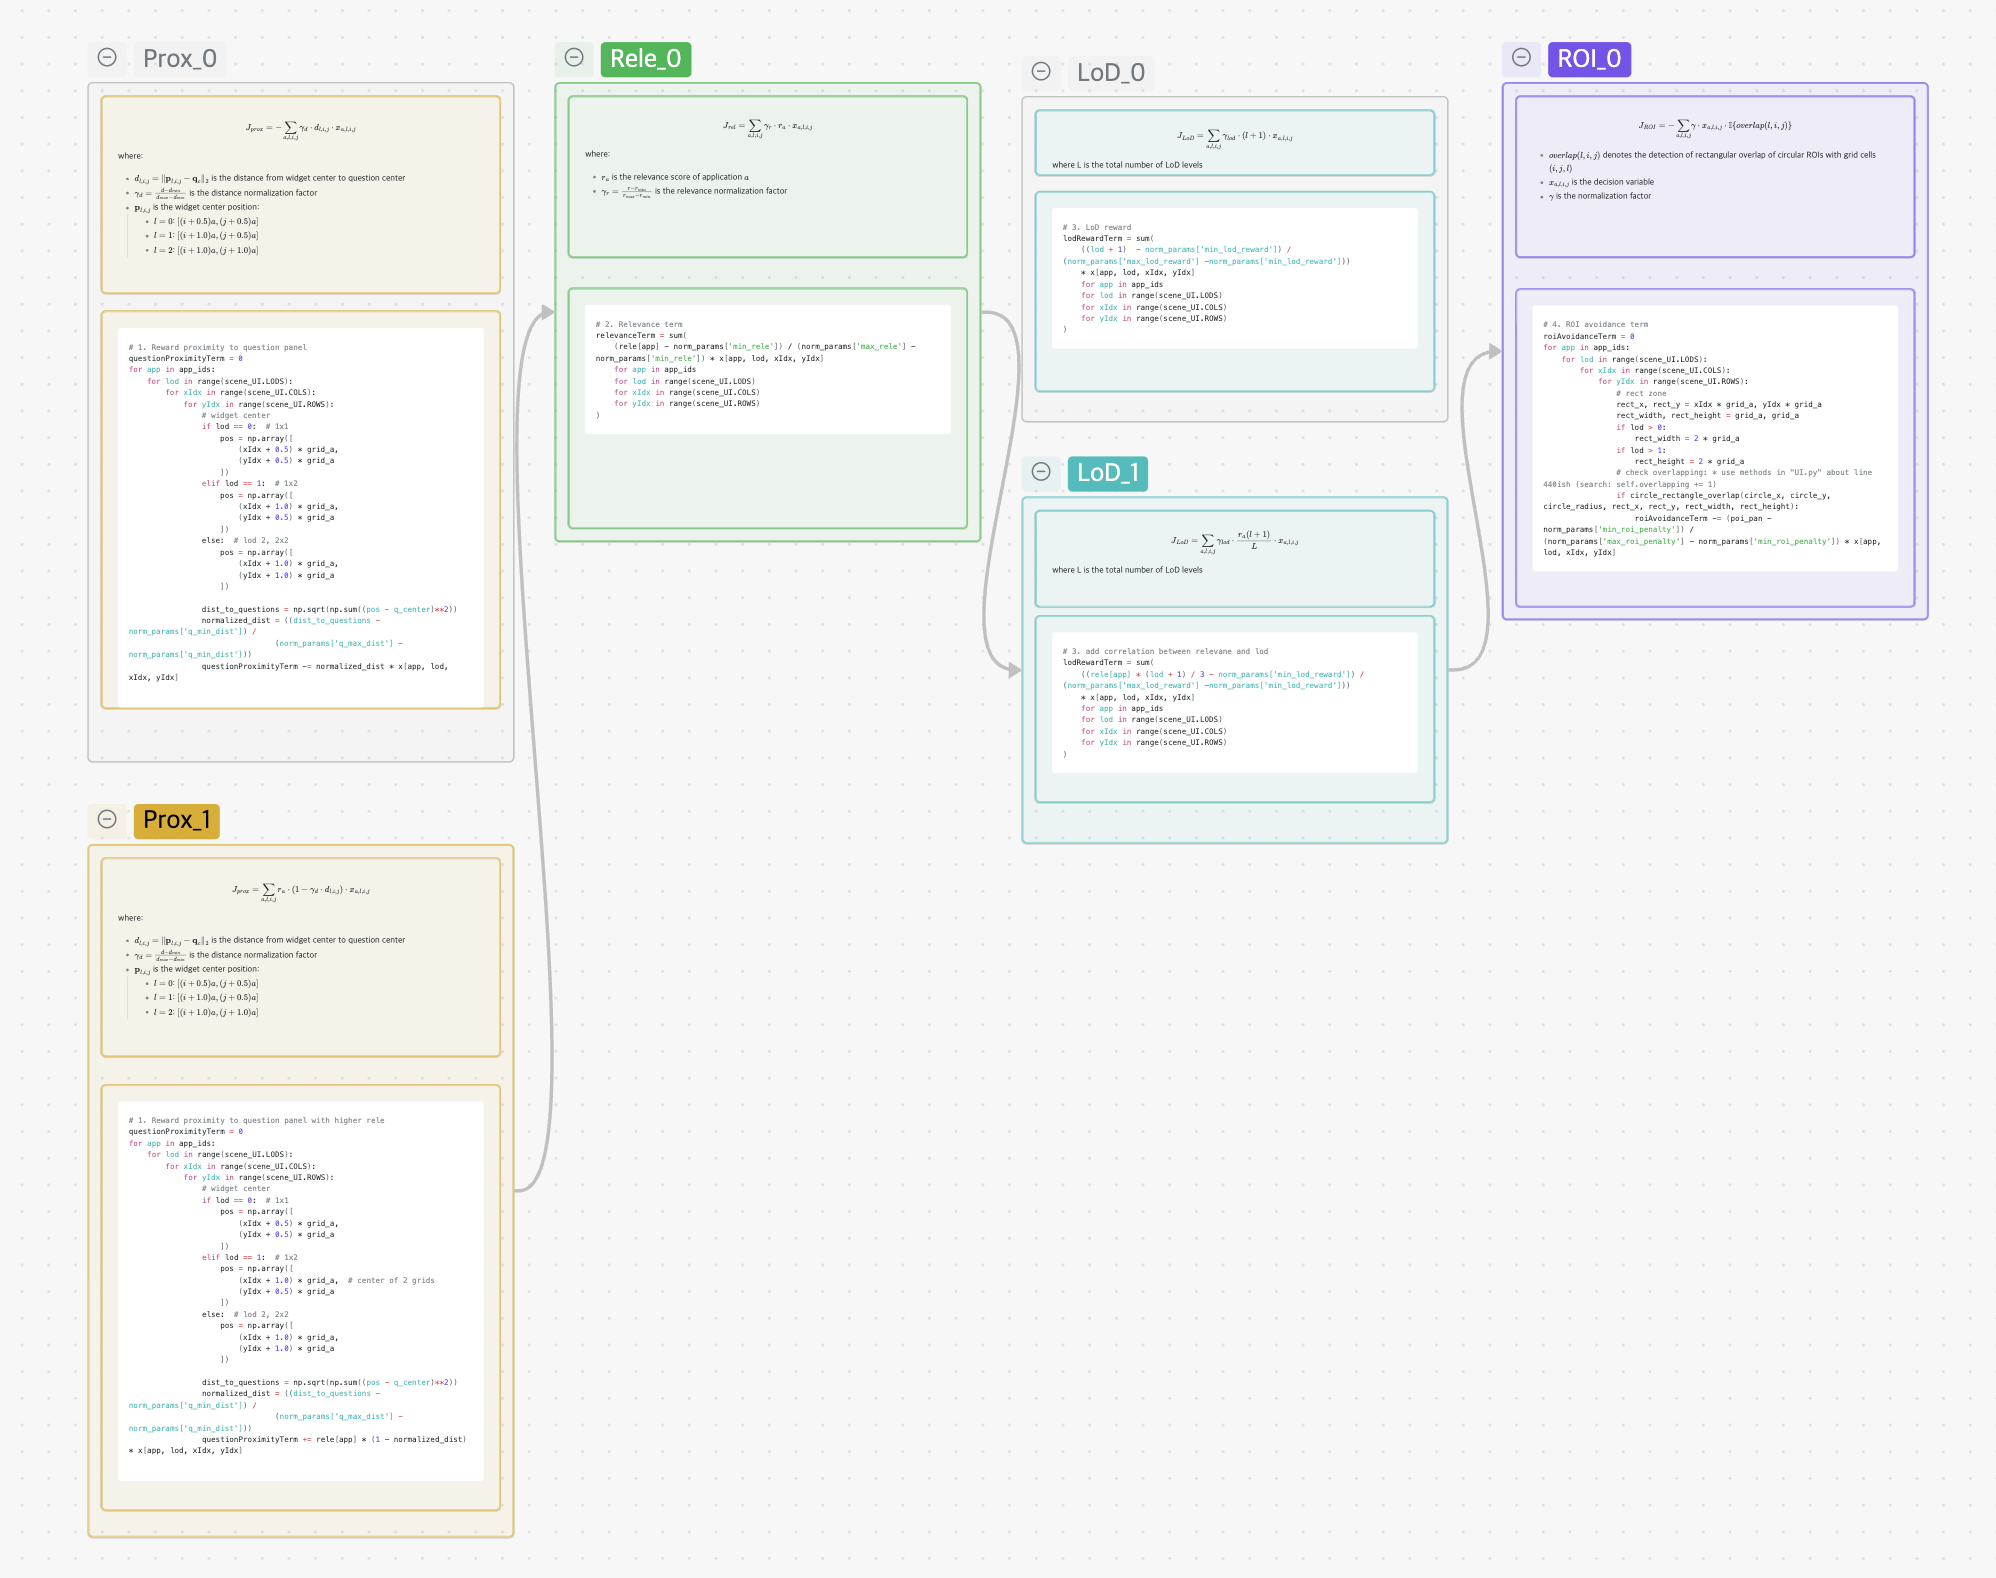 Prox_0
J_{prox} = -\sum_{a,l,i,j} γ_d · d_{l,i,j} · x_{a,l,i,j}
where:
• d_{l,i,j} = ||p_{l,i,j} − q_c||_2 is the distance from widget center to question center
• γ_d = \frac{d−d_{min}}{d_{max}−d_{min}} is the distance normalization factor
• p_{l,i,j} is the widget center position:
• l = 0: [(i + 0.5)a, (j + 0.5)a]
• l = 1: [(i + 1.0)a, (j + 0.5)a]
• l = 2: [(i + 1.0)a, (j + 1.0)a]
# 1. Reward proximity to question panel
questionProximityTerm = 0
for app in app_ids:
    for lod in range(scene_UI.LODS):
        for xIdx in range(scene_UI.COLS):
            for yIdx in range(scene_UI.ROWS):
                # widget center
                if lod == 0:  # 1x1
                    pos = np.array([
                        (xIdx + 0.5) * grid_a,
                        (yIdx + 0.5) * grid_a
                    ])
                elif lod == 1:  # 1x2
                    pos = np.array([
                        (xIdx + 1.0) * grid_a,
                        (yIdx + 0.5) * grid_a
                    ])
                else:  # lod 2, 2x2
                    pos = np.array([
                        (xIdx + 1.0) * grid_a,
                        (yIdx + 1.0) * grid_a
                    ])
                dist_to_questions = np.sqrt(np.sum((pos − q_center)**2))
                normalized_dist = ((dist_to_questions −
norm_params['q_min_dist']) /
                                (norm_params['q_max_dist'] −
norm_params['q_min_dist']))
                questionProximityTerm −= normalized_dist * x[app, lod,
xIdx, yIdx]
Prox_1
J_{prox} = \sum_{a,l,i,j} r_a · (1 − γ_d · d_{l,i,j}) · x_{a,l,i,j}
where:
• d_{l,i,j} = ||p_{l,i,j} − q_c||_2 is the distance from widget center to question center
• γ_d = \frac{d−d_{min}}{d_{max}−d_{min}} is the distance normalization factor
• p_{l,i,j} is the widget center position:
• l = 0: [(i + 0.5)a, (j + 0.5)a]
• l = 1: [(i + 1.0)a, (j + 0.5)a]
• l = 2: [(i + 1.0)a, (j + 1.0)a]
# 1. Reward proximity to question panel with higher rele
questionProximityTerm = 0
for app in app_ids:
    for lod in range(scene_UI.LODS):
        for xIdx in range(scene_UI.COLS):
            for yIdx in range(scene_UI.ROWS):
                # widget center
                if lod == 0:  # 1x1
                    pos = np.array([
                        (xIdx + 0.5) * grid_a,
                        (yIdx + 0.5) * grid_a
                    ])
                elif lod == 1:  # 1x2
                    pos = np.array([
                        (xIdx + 1.0) * grid_a,  # center of 2 grids
                        (yIdx + 0.5) * grid_a
                    ])
                else:  # lod 2, 2x2
                    pos = np.array([
                        (xIdx + 1.0) * grid_a,
                        (yIdx + 1.0) * grid_a
                    ])
                dist_to_questions = np.sqrt(np.sum((pos − q_center)**2))
                normalized_dist = ((dist_to_questions −
norm_params['q_min_dist']) /
                                (norm_params['q_max_dist'] −
norm_params['q_min_dist']))
                questionProximityTerm += rele[app] * (1 − normalized_dist)
* x[app, lod, xIdx, yIdx]
Rele_0
J_{rel} = \sum_{a,l,i,j} γ_r · r_a · x_{a,l,i,j}
where:
• r_a is the relevance score of application a
• γ_r = \frac{r−r_{min}}{r_{max}−r_{min}} is the relevance normalization factor
# 2. Relevance term
relevanceTerm = sum(
    (rele[app] − norm_params['min_rele']) / (norm_params['max_rele'] −
norm_params['min_rele']) * x[app, lod, xIdx, yIdx]
    for app in app_ids
    for lod in range(scene_UI.LODS)
    for xIdx in range(scene_UI.COLS)
    for yIdx in range(scene_UI.ROWS)
)
LoD_0
J_{LoD} = \sum_{a,l,i,j} γ_{lod} · (l + 1) · x_{a,l,i,j}
where L is the total number of LoD levels
# 3. LoD reward
lodRewardTerm = sum(
    ((lod + 1)  − norm_params['min_lod_reward']) /
(norm_params['max_lod_reward'] −norm_params['min_lod_reward']))
    * x[app, lod, xIdx, yIdx]
    for app in app_ids
    for lod in range(scene_UI.LODS)
    for xIdx in range(scene_UI.COLS)
    for yIdx in range(scene_UI.ROWS)
)
LoD_1
J_{LoD} = \sum_{a,l,i,j} γ_{lod} · \frac{r_a(l + 1)}{L} · x_{a,l,i,j}
where L is the total number of LoD levels
# 3. add correlation between relevane and lod
lodRewardTerm = sum(
    ((rele[app] * (lod + 1) / 3 − norm_params['min_lod_reward']) /
(norm_params['max_lod_reward'] −norm_params['min_lod_reward']))
    * x[app, lod, xIdx, yIdx]
    for app in app_ids
    for lod in range(scene_UI.LODS)
    for xIdx in range(scene_UI.COLS)
    for yIdx in range(scene_UI.ROWS)
)
ROI_0
J_{ROI} = -\sum_{a,l,i,j} γ · x_{a,l,i,j} · 𝕀{overlap(l, i, j)}
• overlap(l, i, j) denotes the detection of rectangular overlap of circular ROIs with grid cells
(i, j, l)
• x_{a,l,i,j} is the decision variable
• γ is the normalization factor
# 4. ROI avoidance term
roiAvoidanceTerm = 0
for app in app_ids:
    for lod in range(scene_UI.LODS):
        for xIdx in range(scene_UI.COLS):
            for yIdx in range(scene_UI.ROWS):
                # rect zone
                rect_x, rect_y = xIdx * grid_a, yIdx * grid_a
                rect_width, rect_height = grid_a, grid_a
                if lod > 0:
                    rect_width = 2 * grid_a
                if lod > 1:
                    rect_height = 2 * grid_a
                # check overlapping: * use methods in "UI.py" about line
440ish (search: self.overlapping += 1)
                if circle_rectangle_overlap(circle_x, circle_y,
circle_radius, rect_x, rect_y, rect_width, rect_height):
                    roiAvoidanceTerm −= (poi_pan −
norm_params['min_roi_penalty']) /
(norm_params['max_roi_penalty'] − norm_params['min_roi_penalty']) * x[app,
lod, xIdx, yIdx]